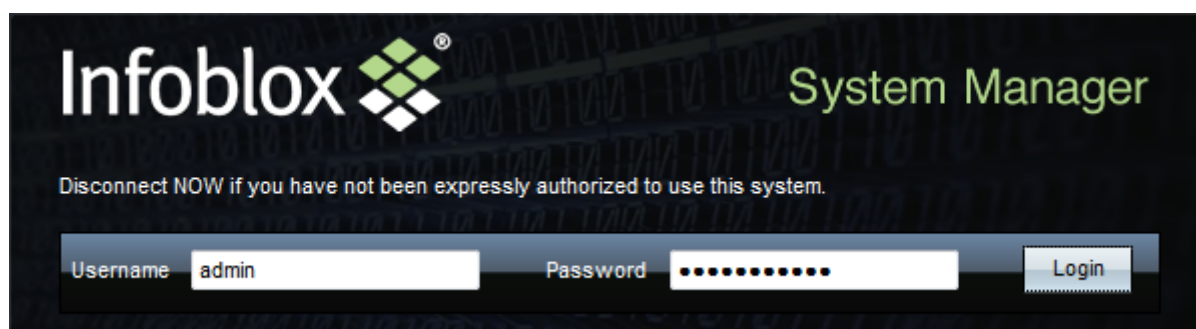 Infoblox ®
System Manager
Disconnect NOW if you have not been expressly authorized to use this system.
Username admin Password ●●●●●●●●●●● Login